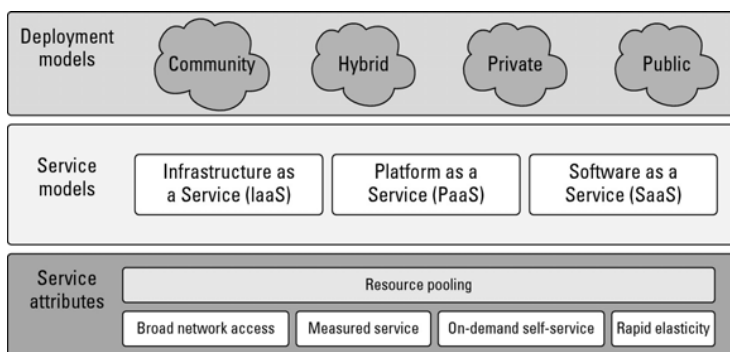 Deployment
models
Community
Hybrid
Private
Public
Service
models
Infrastructure as
a Service (IaaS)
Platform as a
Service (PaaS)
Software as a
Service (SaaS)
Service
attributes
Resource pooling
Broad network access
Measured service
On-demand self-service
Rapid elasticity